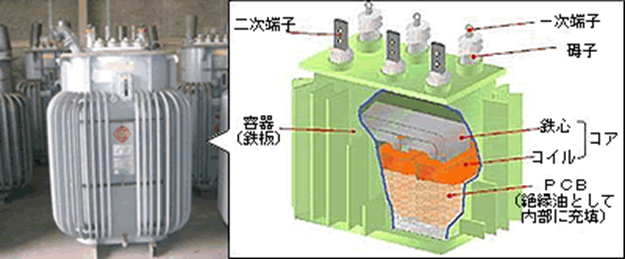 二次端子
一次端子
碍子
容器
(鉄板)
鉄心
コア
コイル
PCB
(絶縁油として
内部に充填)